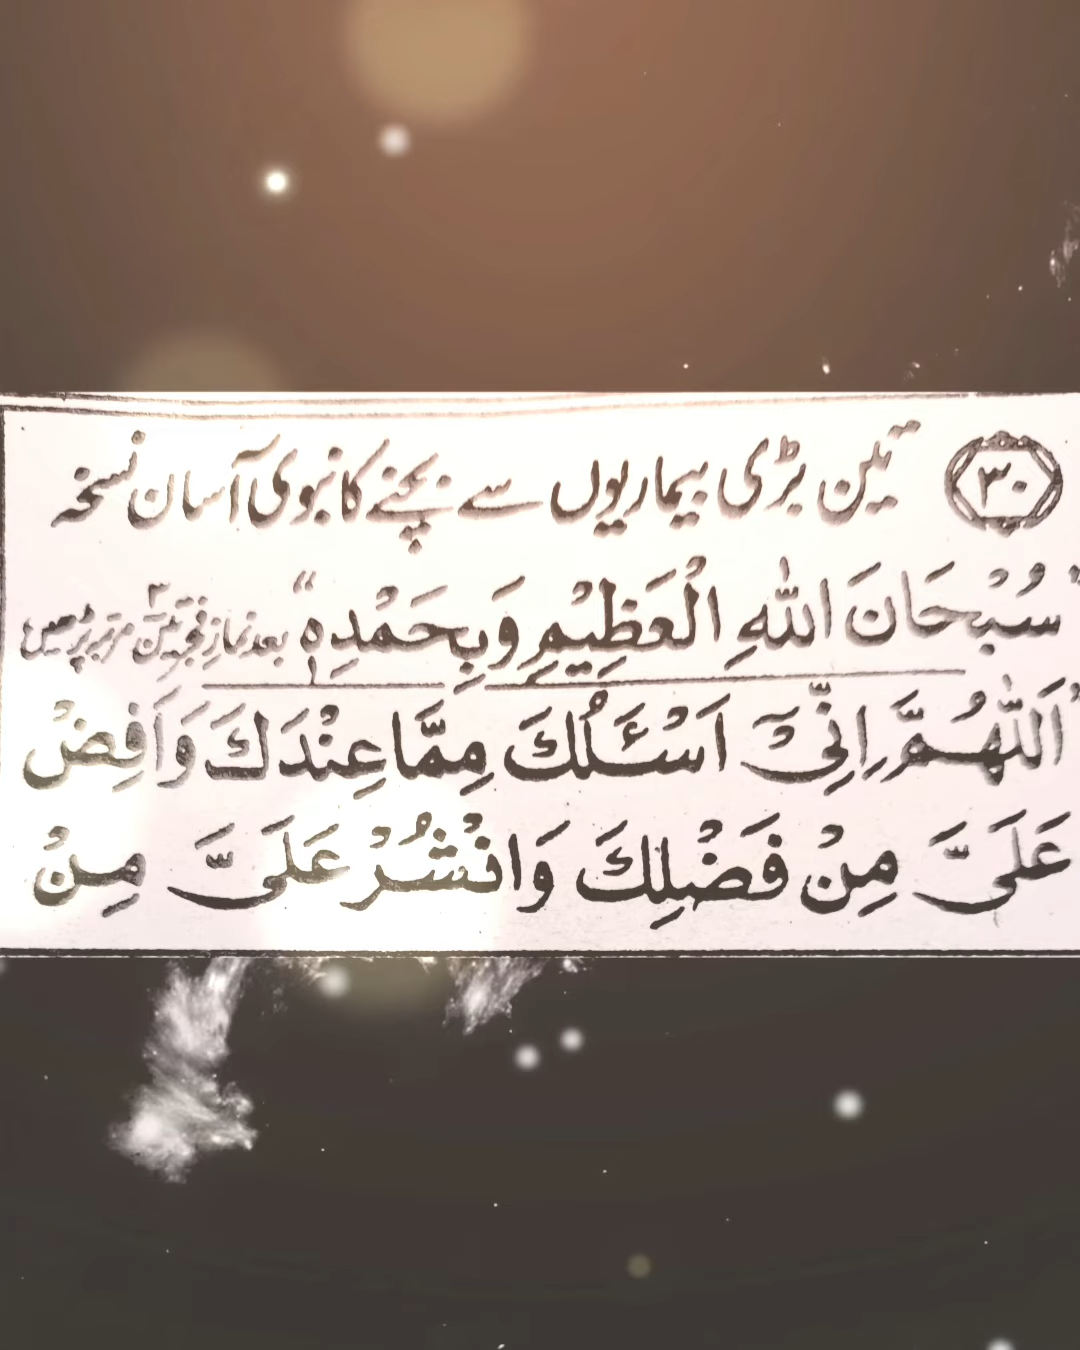 ۳۰ تین بڑی بیماریوں سے بچنے کا نبوی آسان نسخہ
"سُبْحَانَ اللهِ الْعَظِيْمِ وَبِحَمْدِهٖ" بعد نمازِ فجر تین مرتبہ پڑھیں
"اَللّٰهُمَّ اِنِّیْٓ اَسْئَلُكَ مِمَّا عِنْدَكَ وَاَفِضْ
عَلَیَّ مِنْ فَضْلِكَ وَانْشُرْ عَلَیَّ مِنْ